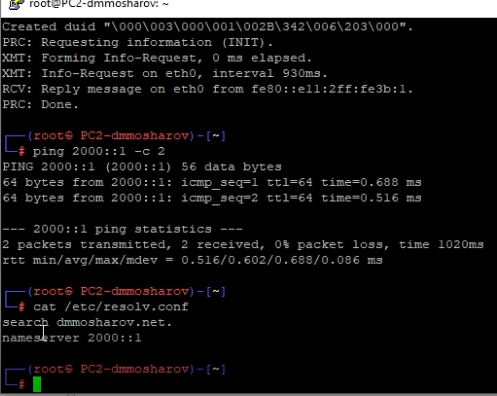 root@PC2-dmmosharov: ~
Created duid "\000\003\000\001\002B\342\006\203\000".
PRC: Requesting information (INIT).
XMT: Forming Info-Request, 0 ms elapsed.
XMT: Info-Request on eth0, interval 930ms.
RCV: Reply message on eth0 from fe80::e11:2ff:fe3b:1.
PRC: Done.
(root㉿ PC2-dmmosharov)-[~]
# ping 2000::1 -c 2
PING 2000::1 (2000::1) 56 data bytes
64 bytes from 2000::1: icmp_seq=1 ttl=64 time=0.688 ms
64 bytes from 2000::1: icmp_seq=2 ttl=64 time=0.516 ms
--- 2000::1 ping statistics ---
2 packets transmitted, 2 received, 0% packet loss, time 1020ms
rtt min/avg/max/mdev = 0.516/0.602/0.688/0.086 ms
(root㉿ PC2-dmmosharov)-[~]
# cat /etc/resolv.conf
search dmmosharov.net.
nameserver 2000::1
(root㉿ PC2-dmmosharov)-[~]
#